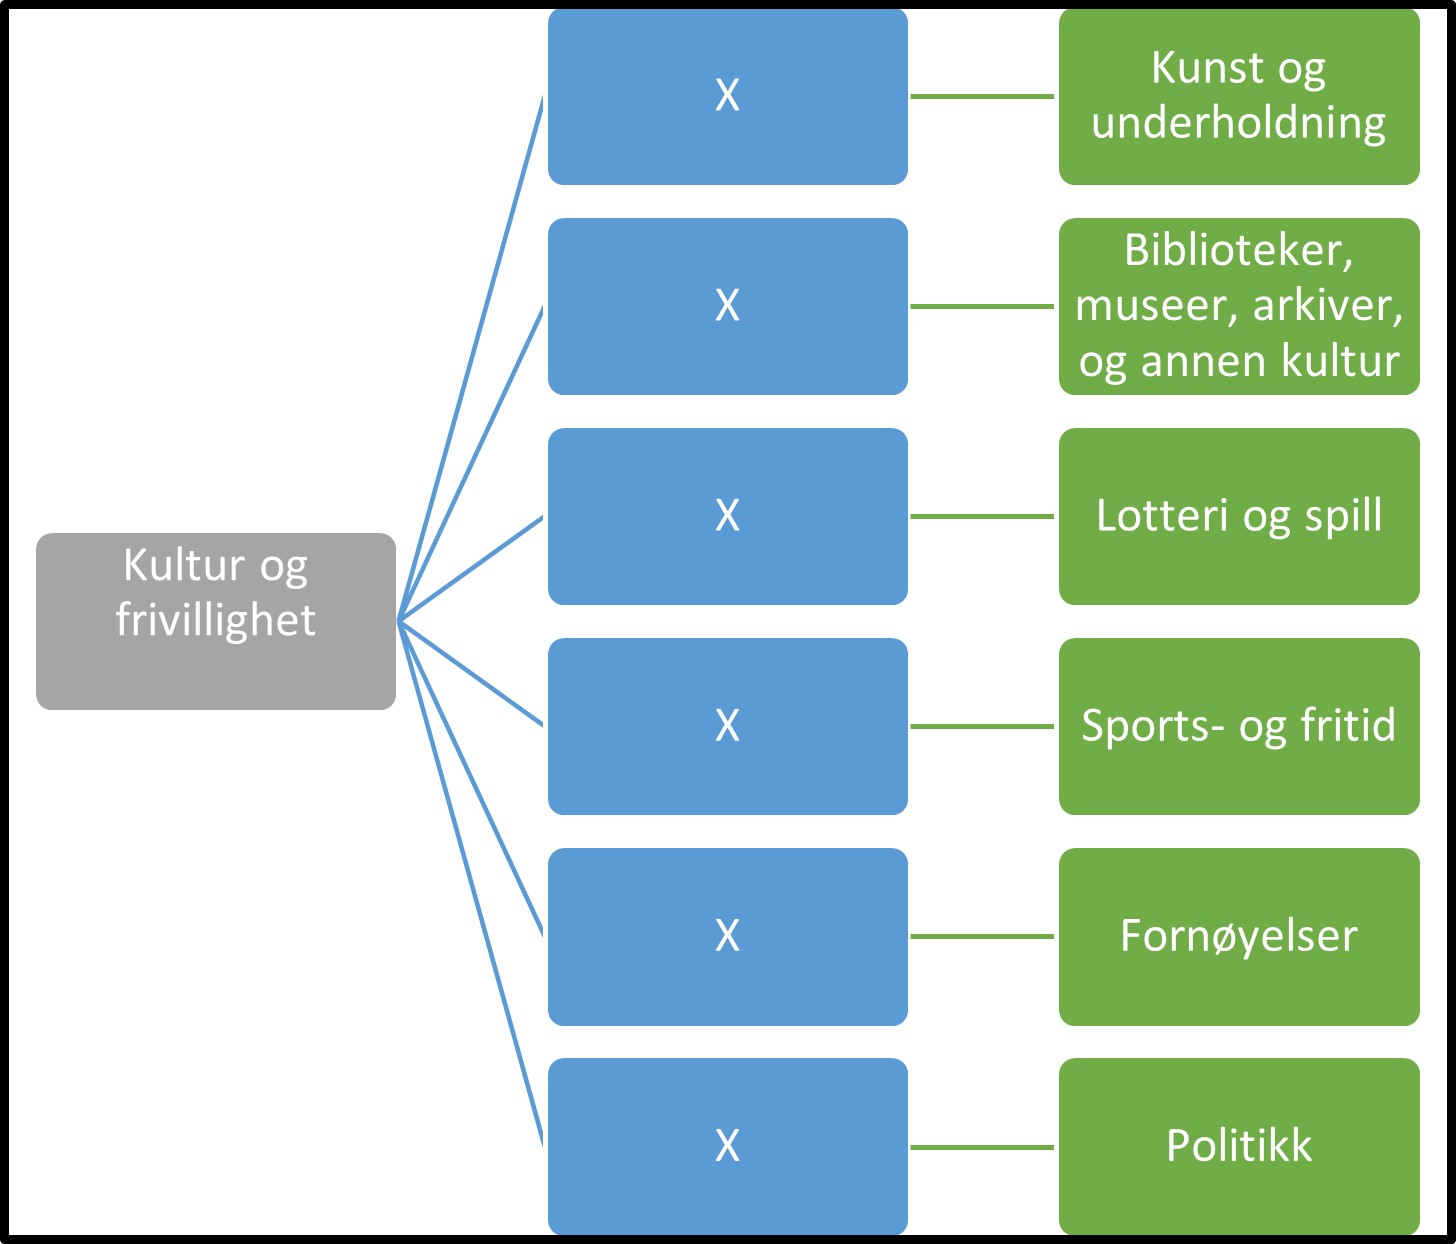 X
Kunst og
underholdning
X
Biblioteker,
museer, arkiver,
og annen kultur
X
Lotteri og spill
Kultur og
frivillighet
X
Sports- og fritid
X
Fornøyelser
X
Politikk